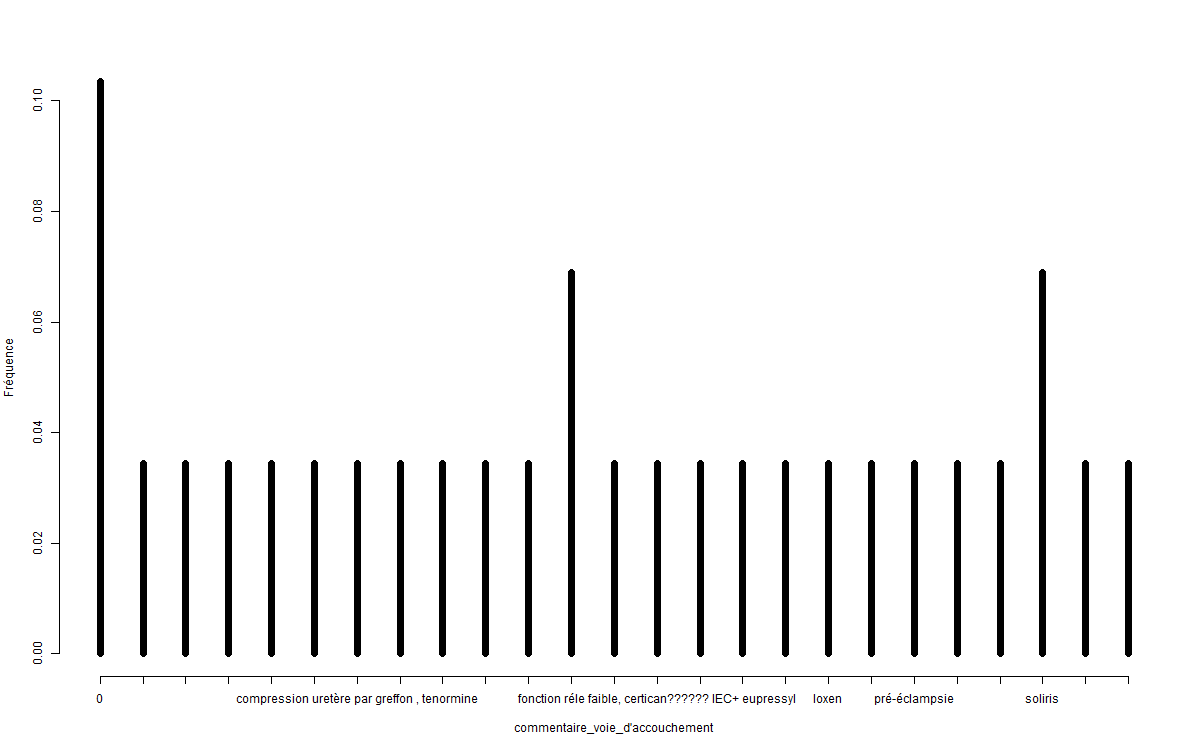 0.10
0.08
0.06
Fréquence
0.04
0.02
0.00
0 compression uretère par greffon , tenormine fonction réle faible, certican?????? IEC+ eupressyl loxen pré-éclampsie soliris
commentaire_voie_d'accouchement